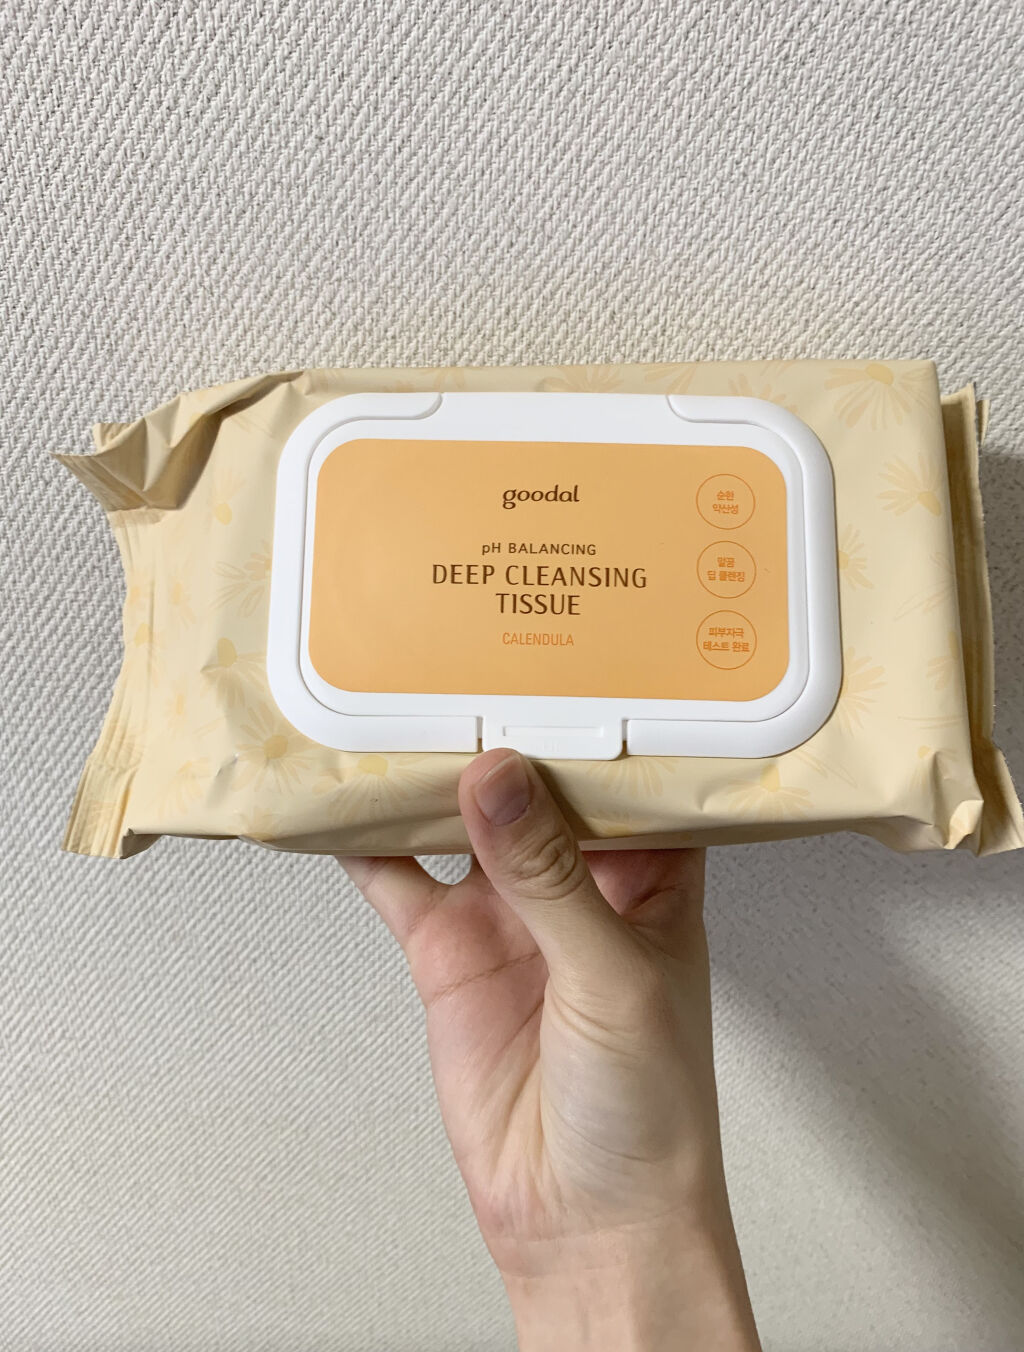 goodal
pH BALANCING
DEEP CLEANSING
TISSUE
CALENDULA
순한
약산성
말끔
딥 클렌징
피부자극
테스트 완료